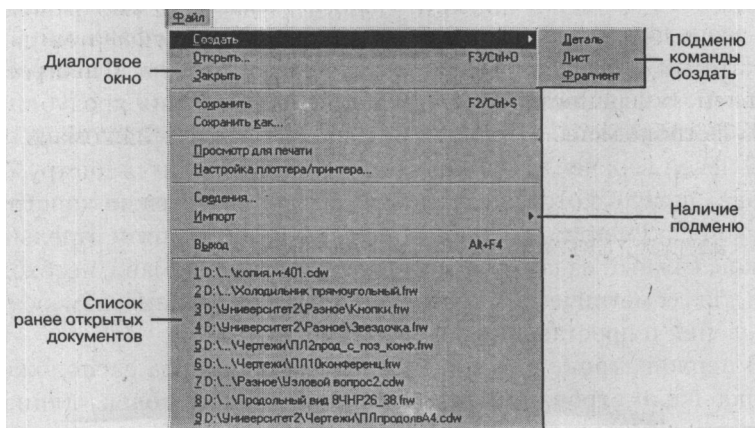 Файл
Создать
Открыть... F3/Ctrl+O
Закрыть
Сохранить F2/Ctrl+S
Сохранить как...
Просмотр для печати
Настройка плоттера/принтера...
Сведения...
Импорт
Выход Alt+F4
1 D:\...\копия.м-401.cdw
2 D:\...\Холодильник прямоугольный.frw
3 D:\Университет2\Разное\Кнопки.frw
4 D:\Университет2\Разное\Звездочка.frw
5 D:\...\Чертежи\ПЛ2прод_с_поз_конф.frw
6 D:\...\Чертежи\ПЛ10конференц.frw
7 D:\...\Разное\Узловой вопрос2.cdw
8 D:\...\Продольный вид 8ЧНР26_38.frw
9 D:\Университет2\Чертежи\ПЛпродолвА4.cdw
Деталь
Лист
Фрагмент
Диалоговое
окно
Подменю
команды
Создать
Наличие
подменю
Список
ранее открытых
документов